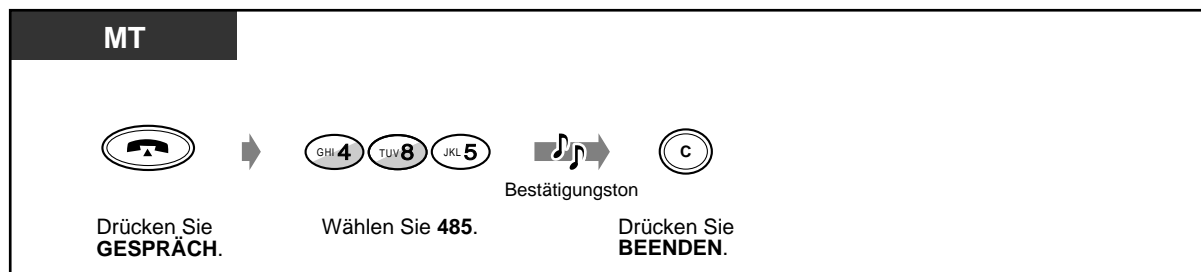 MT
GHI 4 TUV 8 JKL 5
C
Bestätigungston
Drücken Sie
GESPRÄCH.
Wählen Sie 485.
Drücken Sie
BEENDEN.